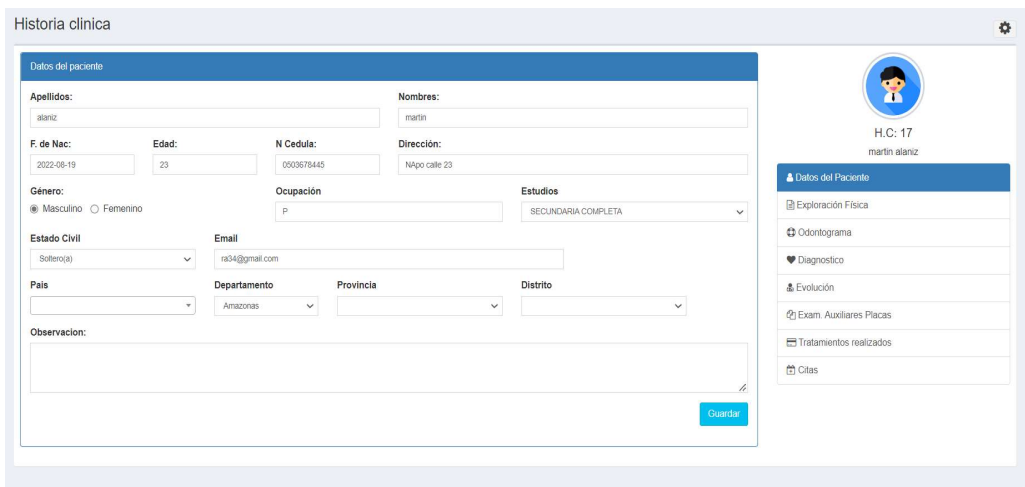 Historia clinica
Datos del paciente
Apellidos: Nombres:
alaniz martin
F. de Nac: Edad: N Cedula: Dirección:
2022-08-19 23 0503678445 NApo calle 23
Género: Ocupación Estudios
Masculino Femenino P SECUNDARIA COMPLETA
Estado Civil Email
Soltero(a) ra34@gmail.com
Pais Departamento Provincia Distrito
Amazonas
Observacion:
Guardar
H.C: 17
martin alaniz
Datos del Paciente
Exploración Física
Odontograma
Diagnostico
Evolución
Exam. Auxiliares Placas
Tratamientos realizados
Citas